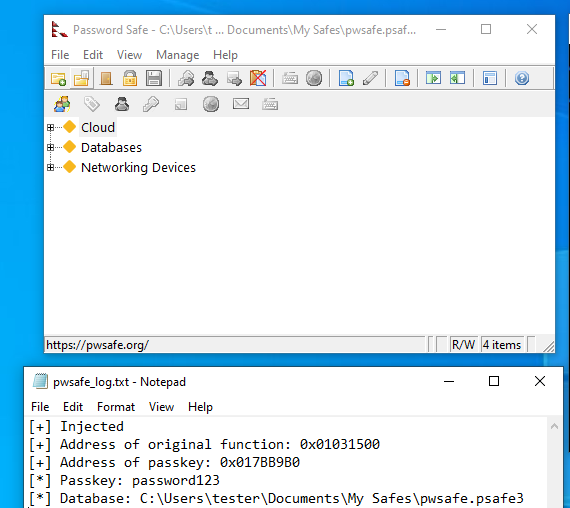 Password Safe - C:\Users\t ... Documents\My Safes\pwsafe.psaf...
File Edit View Manage Help
Cloud
Databases
Networking Devices
https://pwsafe.org/ R/W 4 items
pwsafe_log.txt - Notepad
File Edit Format View Help
[+] Injected
[+] Address of original function: 0x01031500
[+] Address of passkey: 0x017BB9B0
[*] Passkey: password123
[*] Database: C:\Users\tester\Documents\My Safes\pwsafe.psafe3